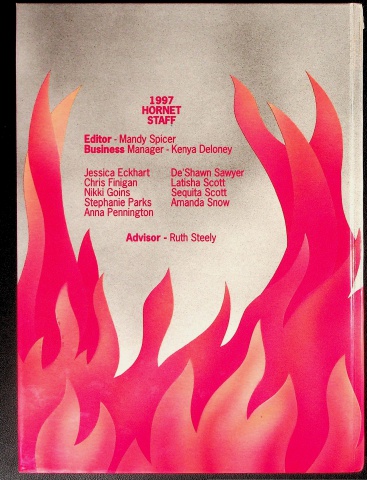 1997
HORNET
STAFF
Editor - Mandy Spicer
Business Manager - Kenya Deloney
Jessica Eckhart
Chris Finigan
Nikki Goins
Stephanie Parks
Anna Pennington
De'Shawn Sawyer
Latisha Scott
Sequita Scott
Amanda Snow
Advisor - Ruth Steely